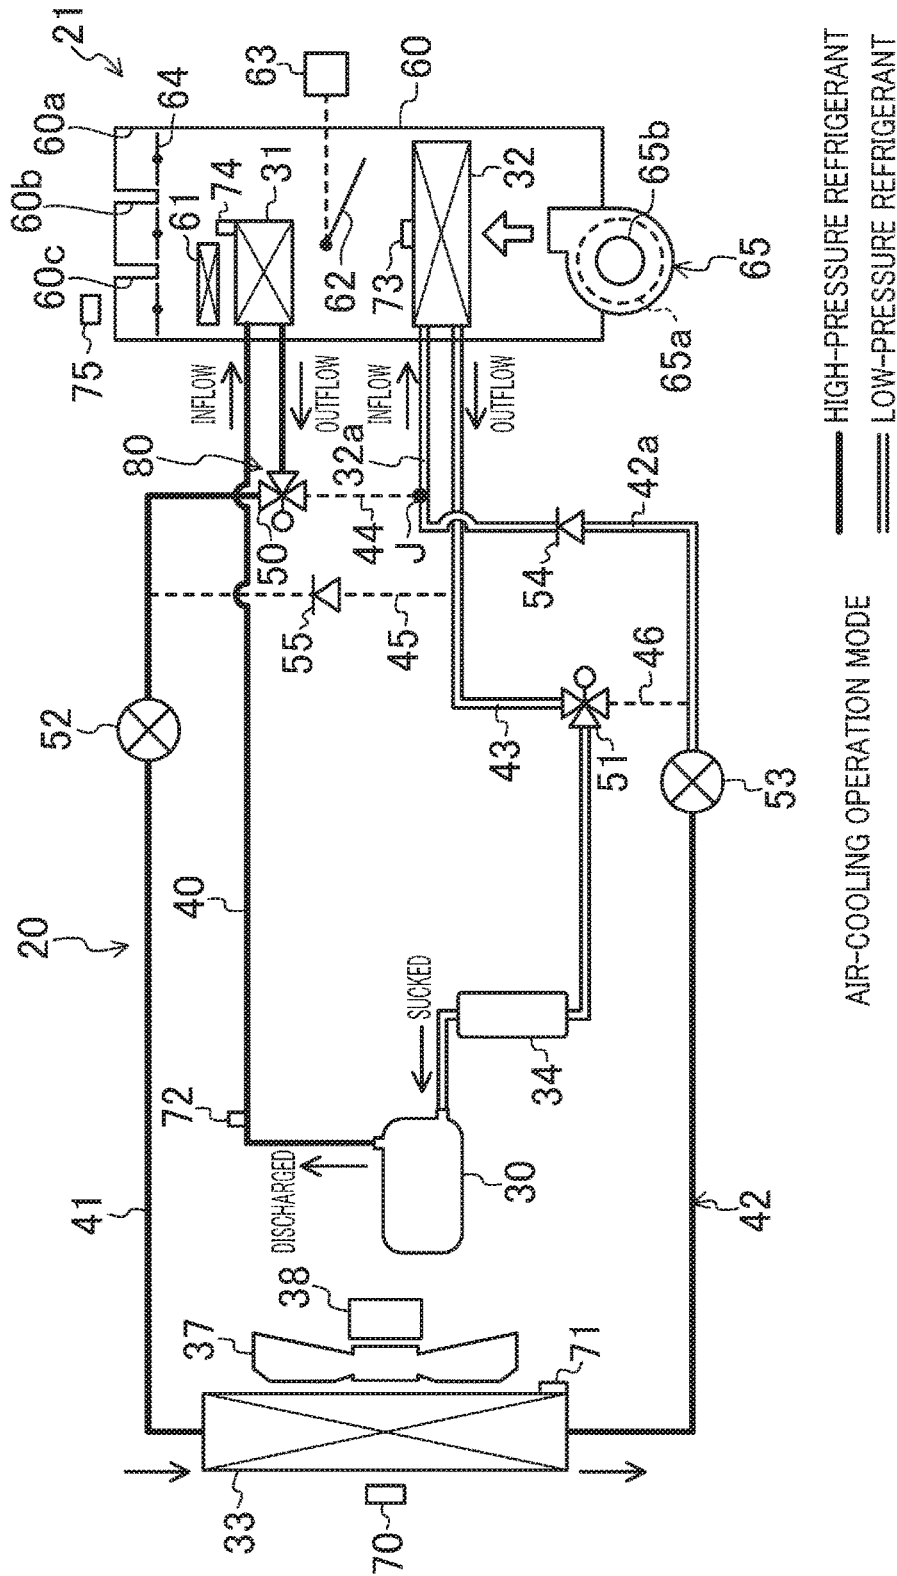 21
60a
60b
60c
75
64
61
74
31
63
60
62
73
32
65b
65
65a
INFLOW
OUTFLOW
INFLOW
OUTFLOW
80
32a
50
44
J
42a
54
55
45
46
52
43
51
53
20
40
SUCKED
34
72
41
DISCHARGED
30
42
38
37
71
33
70
HIGH-PRESSURE REFRIGERANT
LOW-PRESSURE REFRIGERANT
AIR-COOLING OPERATION MODE